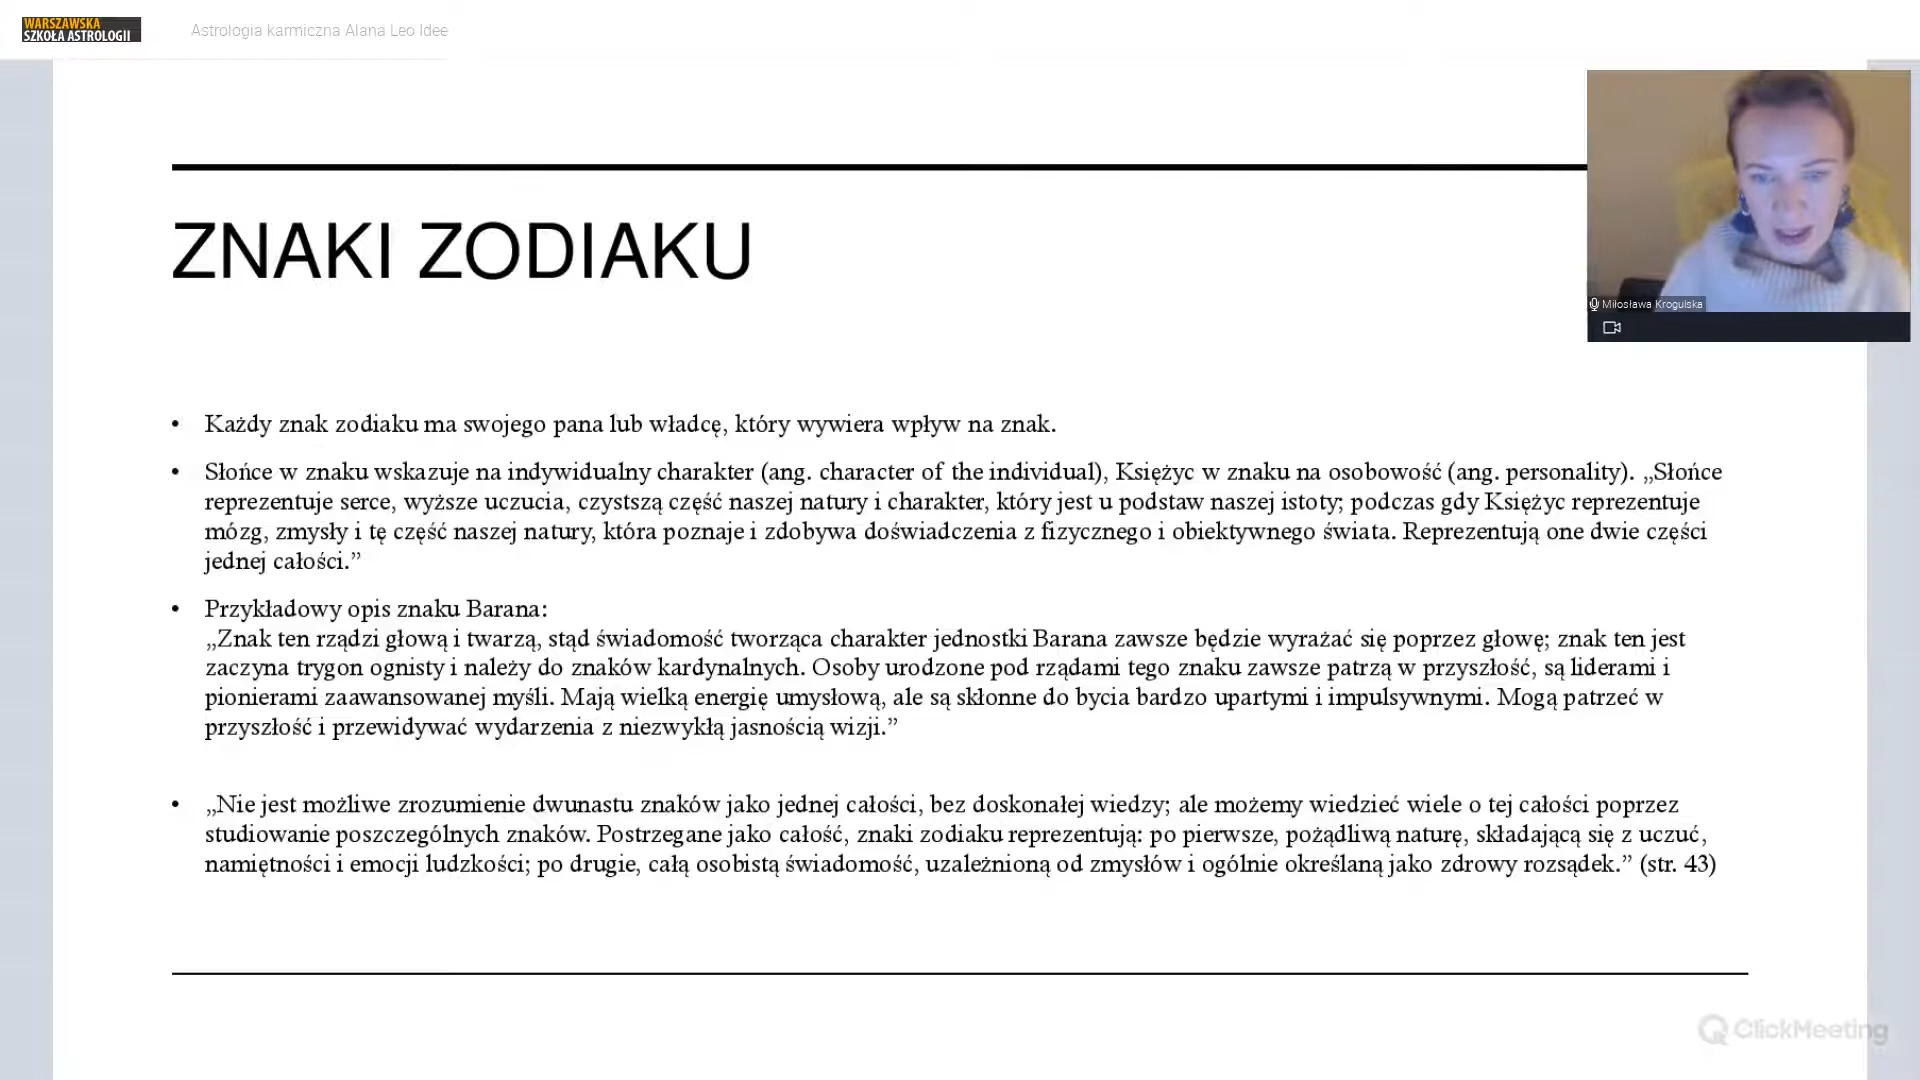 WARSZAWSKA
SZKOŁA ASTROLOGII
Astrologia karmiczna Alana Leo Idee
Miłosława Krogulska
ZNAKI ZODIAKU
• Każdy znak zodiaku ma swojego pana lub władcę, który wywiera wpływ na znak.
• Słońce w znaku wskazuje na indywidualny charakter (ang. character of the individual), Księżyc w znaku na osobowość (ang. personality). „Słońce
reprezentuje serce, wyższe uczucia, czystszą część naszej natury i charakter, który jest u podstaw naszej istoty; podczas gdy Księżyc reprezentuje
mózg, zmysły i tę część naszej natury, która poznaje i zdobywa doświadczenia z fizycznego i obiektywnego świata. Reprezentują one dwie części
jednej całości.”
• Przykładowy opis znaku Barana:
„Znak ten rządzi głową i twarzą, stąd świadomość tworząca charakter jednostki Barana zawsze będzie wyrażać się poprzez głowę; znak ten jest
zaczyna trygon ognisty i należy do znaków kardynalnych. Osoby urodzone pod rządami tego znaku zawsze patrzą w przyszłość, są liderami i
pionierami zaawansowanej myśli. Mają wielką energię umysłową, ale są skłonne do bycia bardzo upartymi i impulsywnymi. Mogą patrzeć w
przyszłość i przewidywać wydarzenia z niezwykłą jasnością wizji.”
• „Nie jest możliwe zrozumienie dwunastu znaków jako jednej całości, bez doskonałej wiedzy; ale możemy wiedzieć wiele o tej całości poprzez
studiowanie poszczególnych znaków. Postrzegane jako całość, znaki zodiaku reprezentują: po pierwsze, pożądliwą naturę, składającą się z uczuć,
namiętności i emocji ludzkości; po drugie, całą osobistą świadomość, uzależnioną od zmysłów i ogólnie określaną jako zdrowy rozsądek.” (str. 43)
ClickMeeting